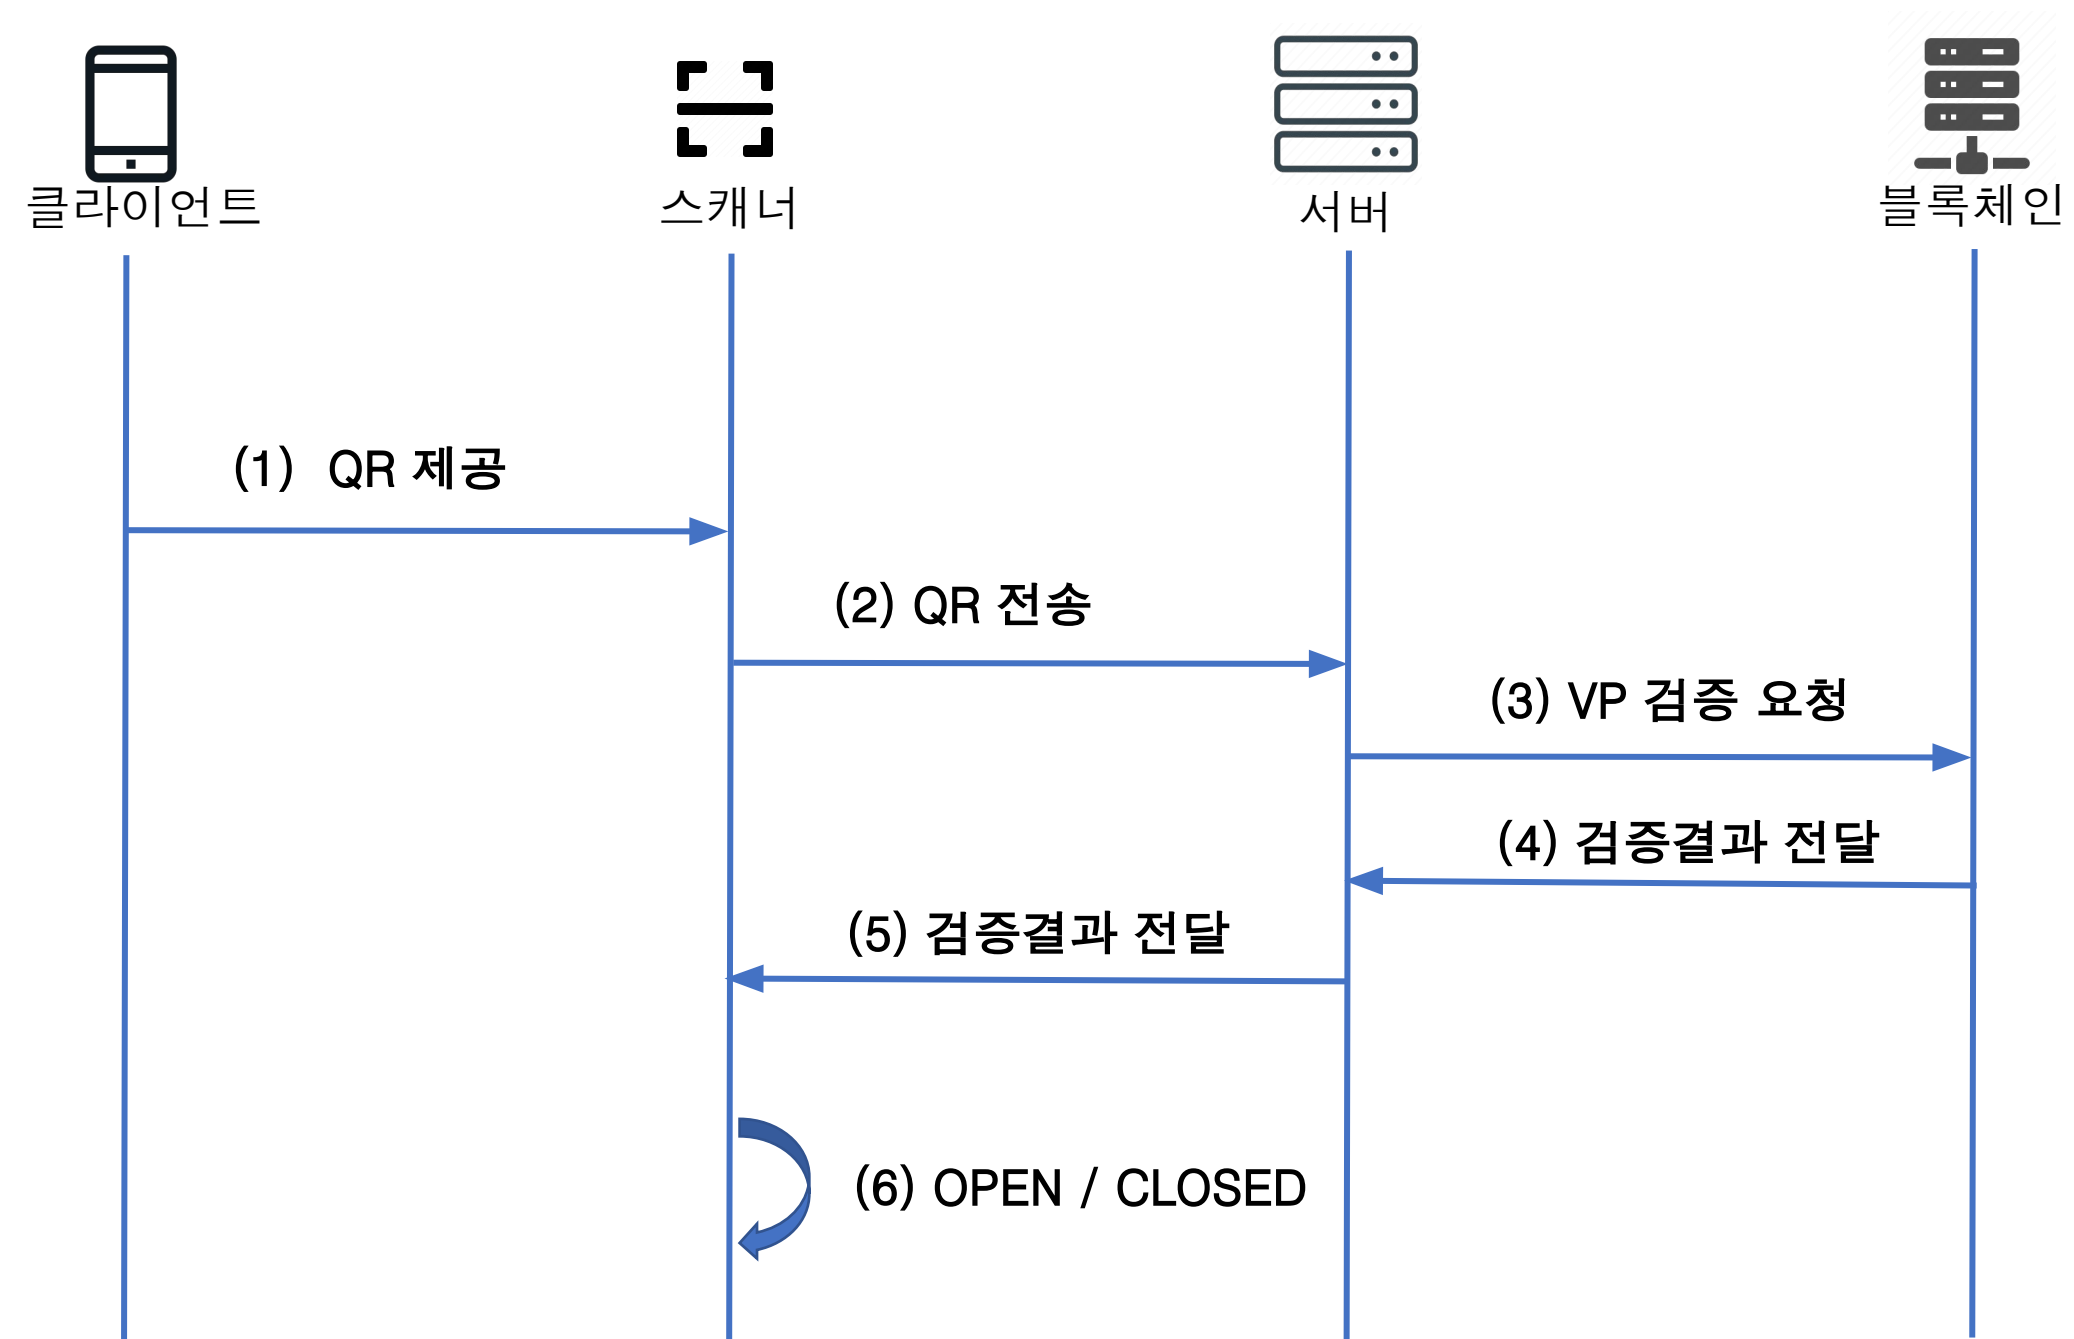 클라이언트
스캐너
서버
블록체인
(1) QR 제공
(2) QR 전송
(3) VP 검증 요청
(4) 검증결과 전달
(5) 검증결과 전달
(6) OPEN / CLOSED